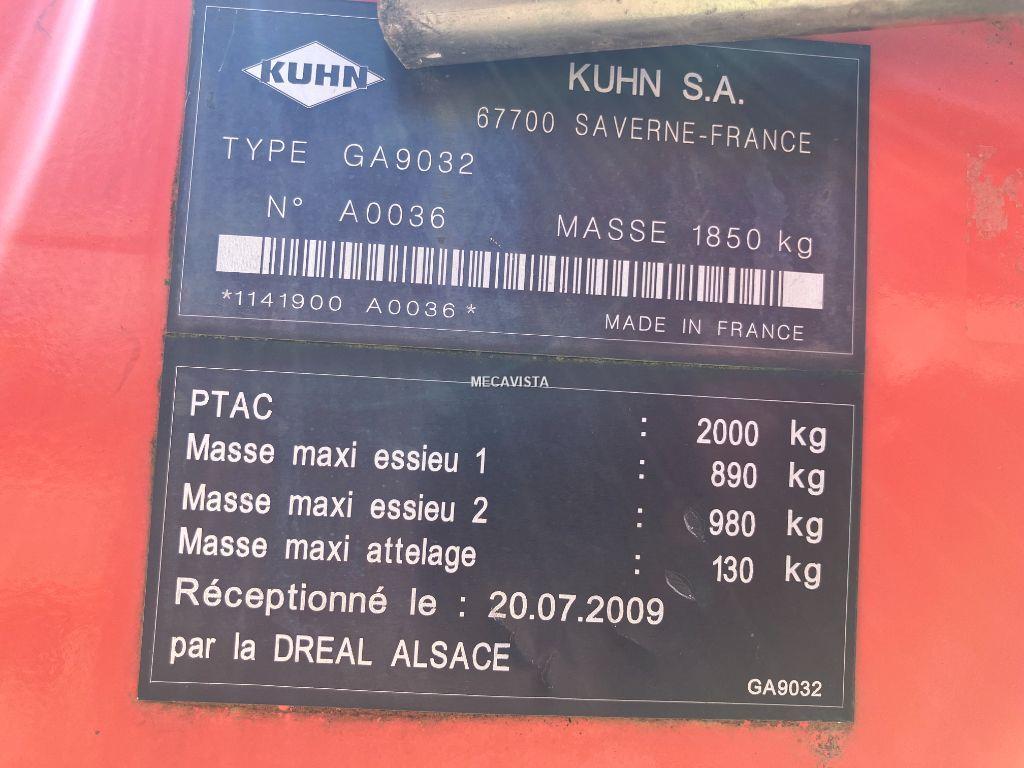 KUHN
KUHN S.A.
67700 SAVERNE-FRANCE
TYPE GA9032
N° A0036 MASSE 1850 kg
*1141900 A0036*
MADE IN FRANCE
MECAVISTA
PTAC : 2000 kg
Masse maxi essieu 1 : 890 kg
Masse maxi essieu 2 : 980 kg
Masse maxi attelage : 130 kg
Réceptionné le : 20.07.2009
par la DREAL ALSACE
GA9032